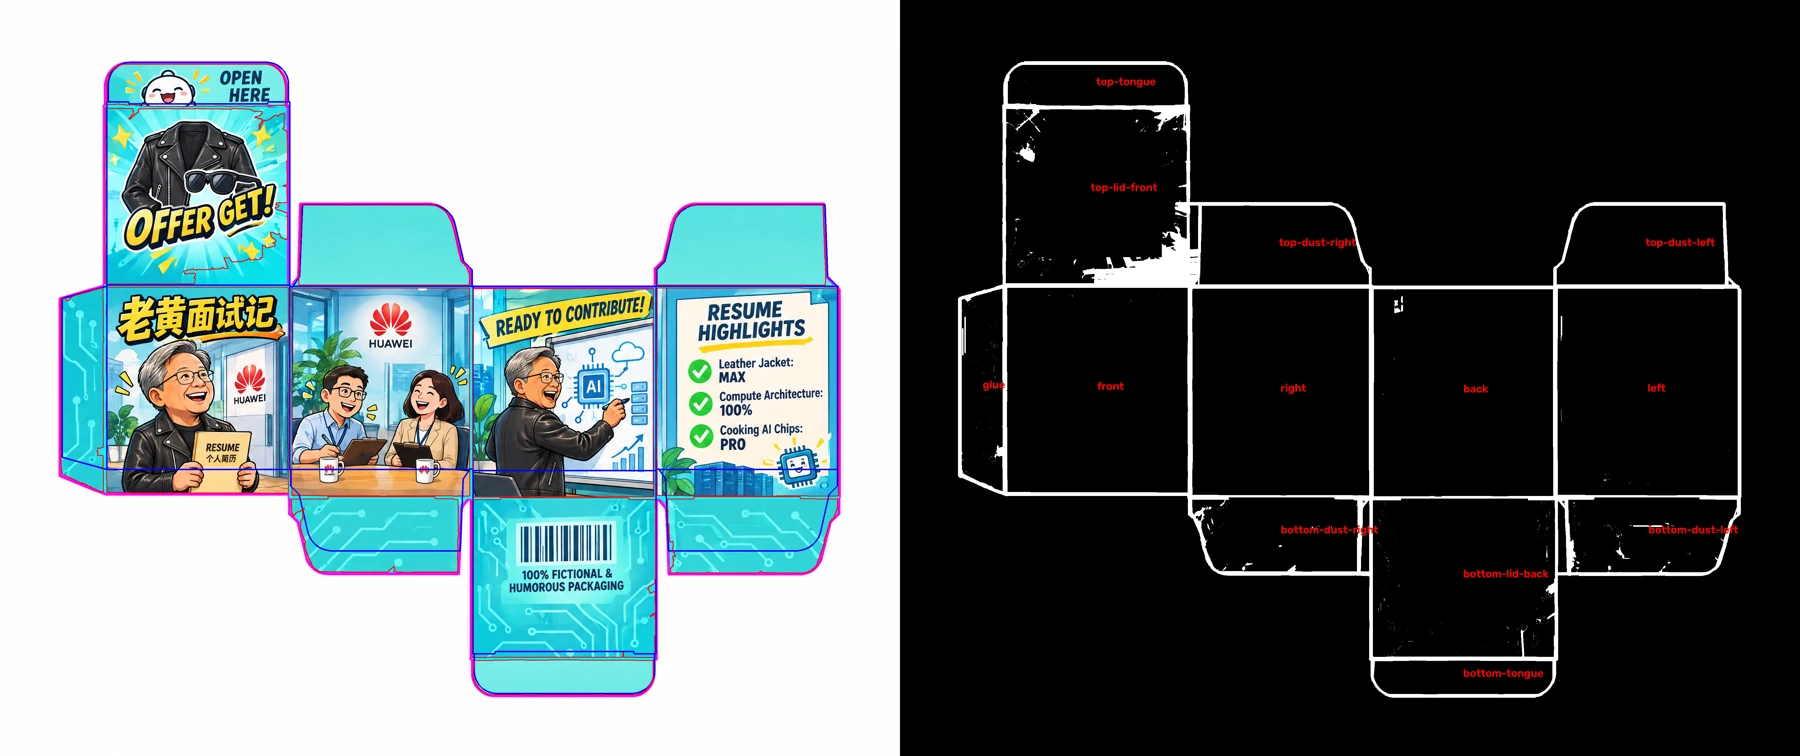 OPEN
HERE
OFFER GET!
老黄面试记
HUAWEI
RESUME
个人简历
HUAWEI
READY TO CONTRIBUTE!
AI
RESUME
HIGHLIGHTS
Leather Jacket:
MAX
Compute Architecture:
100%
Cooking AI Chips:
PRO
100% FICTIONAL &
HUMOROUS PACKAGING
top-tongue
top-lid-front
top-dust-right
top-dust-left
glue
front
right
back
left
bottom-dust-right
bottom-dust-left
bottom-lid-back
bottom-tongue